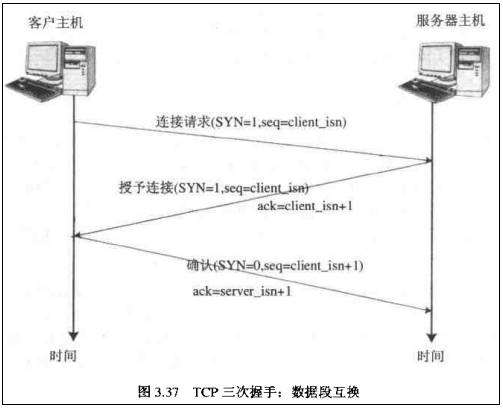 客户主机
服务器主机
连接请求(SYN=1,seq=client_isn)
授予连接(SYN=1,seq=client_isn)
ack=client_isn+1
确认(SYN=0,seq=client_isn+1)
ack=server_isn+1
时间
时间
图 3.37 TCP 三次握手：数据段互换